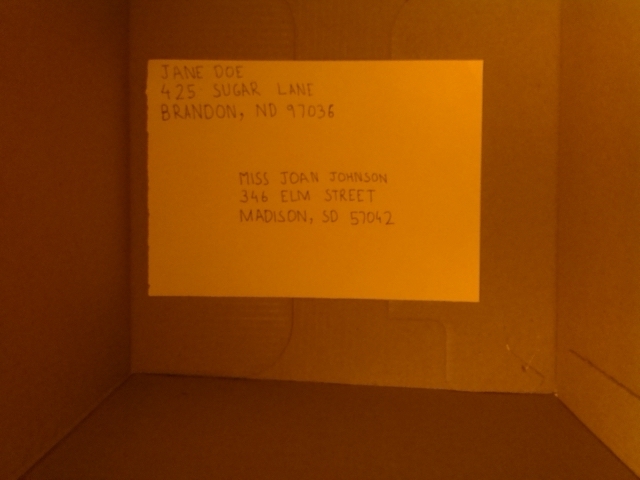 JANE DOE
425 SUGAR LANE
BRANDON, ND 97036
MISS JOAN JOHNSON
346 ELM STREET
MADISON, SD 57042